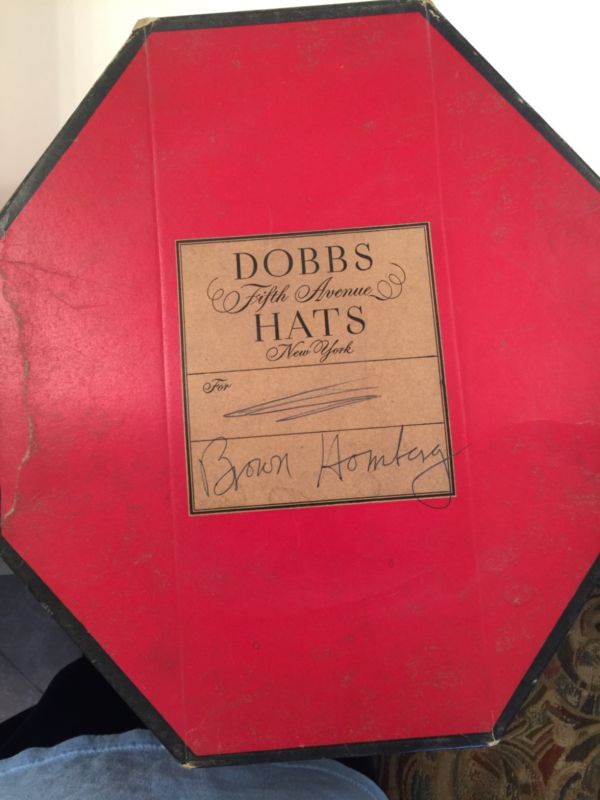 DOBBS
Fifth Avenue
HATS
New York
For
Brown Homberg